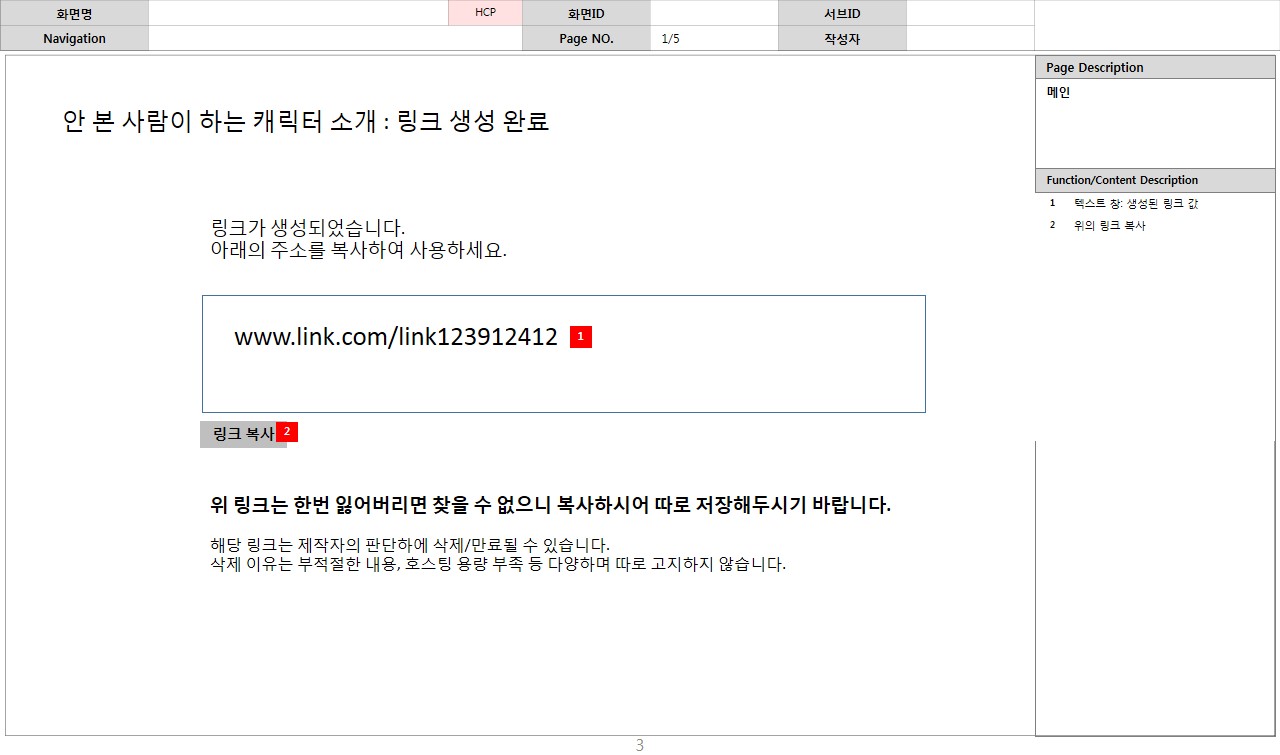 화면명
HCP
화면ID
서브ID
Navigation
Page NO.
1/5
작성자
안 본 사람이 하는 캐릭터 소개 : 링크 생성 완료
링크가 생성되었습니다.
아래의 주소를 복사하여 사용하세요.
www.link.com/link123912412 1
링크 복사 2
위 링크는 한번 잃어버리면 찾을 수 없으니 복사하시어 따로 저장해두시기 바랍니다.
해당 링크는 제작자의 판단하에 삭제/만료될 수 있습니다.
삭제 이유는 부적절한 내용, 호스팅 용량 부족 등 다양하며 따로 고지하지 않습니다.
Page Description
메인
Function/Content Description
1 텍스트 창: 생성된 링크 값
2 위의 링크 복사
3